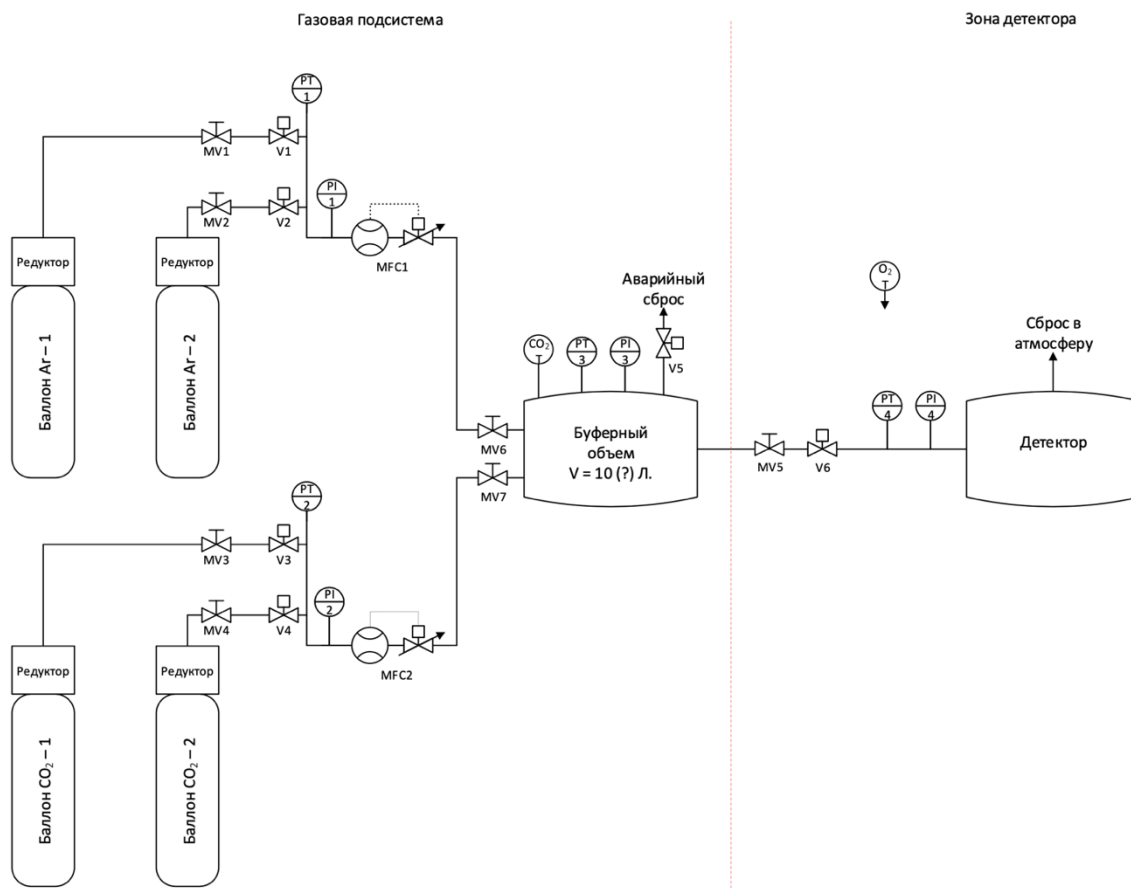 Газовая подсистема
Зона детектора
PT
1
MV1
V1
PI
1
MV2
V2
MFC1
Редуктор
Редуктор
Баллон Ar – 1
Баллон Ar – 2
O₂
T
Аварийный
сброс
Сброс в
атмосферу
CO₂
T
PT
3
PI
3
V5
PT
4
PI
4
MV6
Буферный
объем
V = 10 (?) Л.
MV5
V6
Детектор
MV7
PT
2
MV3
V3
PI
2
MV4
V4
MFC2
Редуктор
Редуктор
Баллон CO₂ – 1
Баллон CO₂ – 2